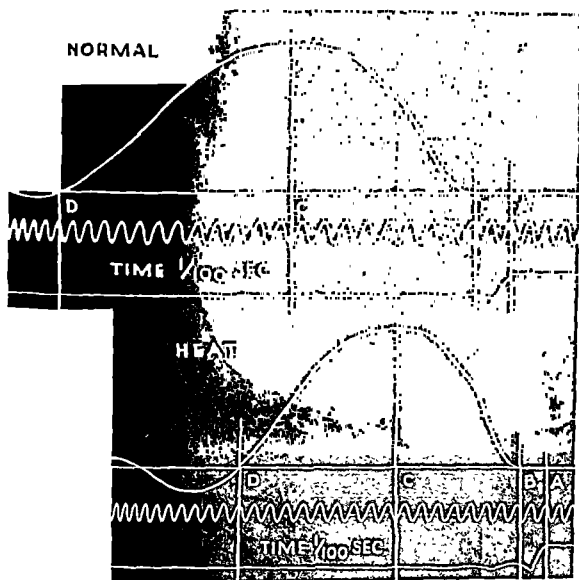 NORMAL
D
TIME 1/100 SEC.
HEAT
D C B A
TIME 1/100 SEC.